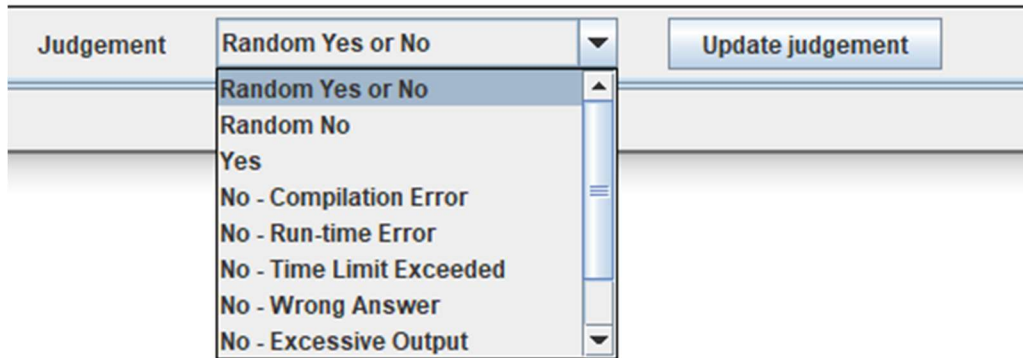 Judgement Random Yes or No Update judgement
Random Yes or No
Random No
Yes
No - Compilation Error
No - Run-time Error
No - Time Limit Exceeded
No - Wrong Answer
No - Excessive Output